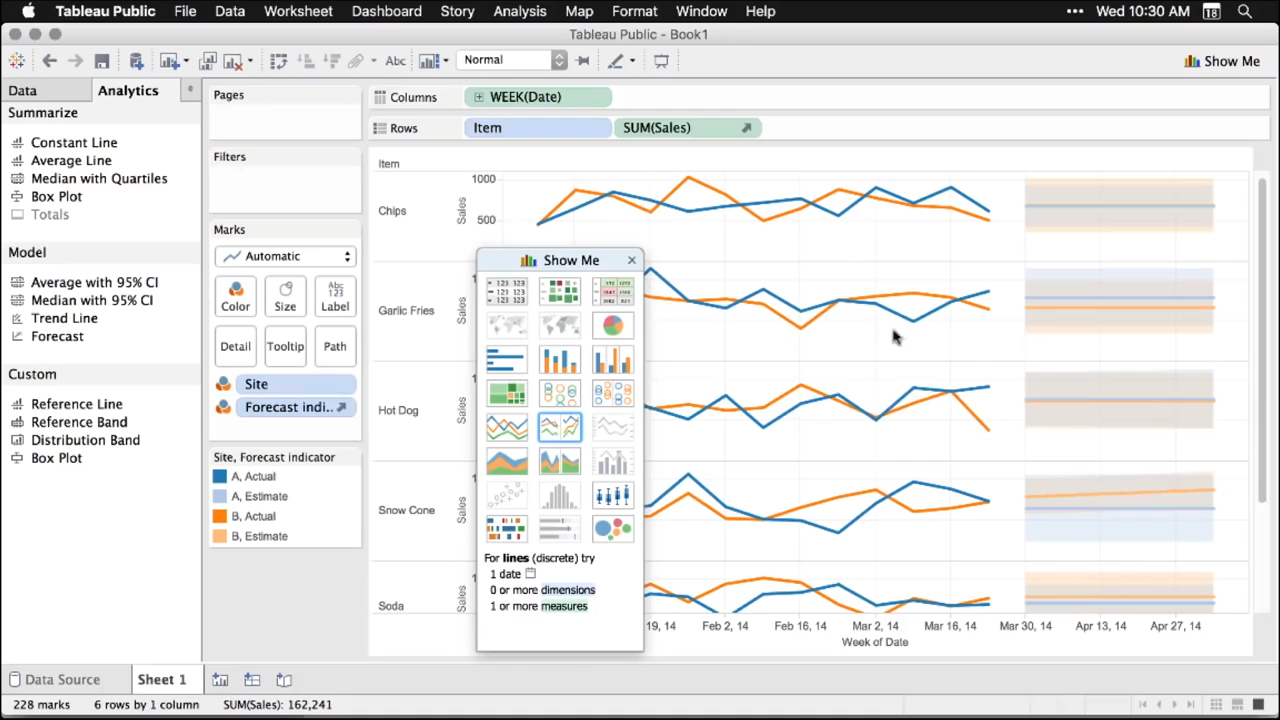 Tableau Public File Data Worksheet Dashboard Story Analysis Map Format Window Help ••• Wed 10:30 AM 18
Tableau Public - Book1
Abc Normal Show Me
Data Analytics
Summarize
Constant Line
Average Line
Median with Quartiles
Box Plot
Totals
Model
Average with 95% CI
Median with 95% CI
Trend Line
Forecast
Custom
Reference Line
Reference Band
Distribution Band
Box Plot
Pages
Filters
Marks
Automatic
Color Size Abc 123 Label
Detail Tooltip Path
Site
Forecast indi..
Site, Forecast indicator
A, Actual
A, Estimate
B, Actual
B, Estimate
Columns WEEK(Date)
Rows Item SUM(Sales)
Item
Chips Sales 1000 500
Garlic Fries Sales
Hot Dog Sales
Snow Cone Sales
Soda Sales
19, 14 Feb 2, 14 Feb 16, 14 Mar 2, 14 Mar 16, 14 Mar 30, 14 Apr 13, 14 Apr 27, 14
Week of Date
Show Me
For lines (discrete) try
1 date
0 or more dimensions
1 or more measures
Data Source Sheet 1
228 marks 6 rows by 1 column SUM(Sales): 162,241